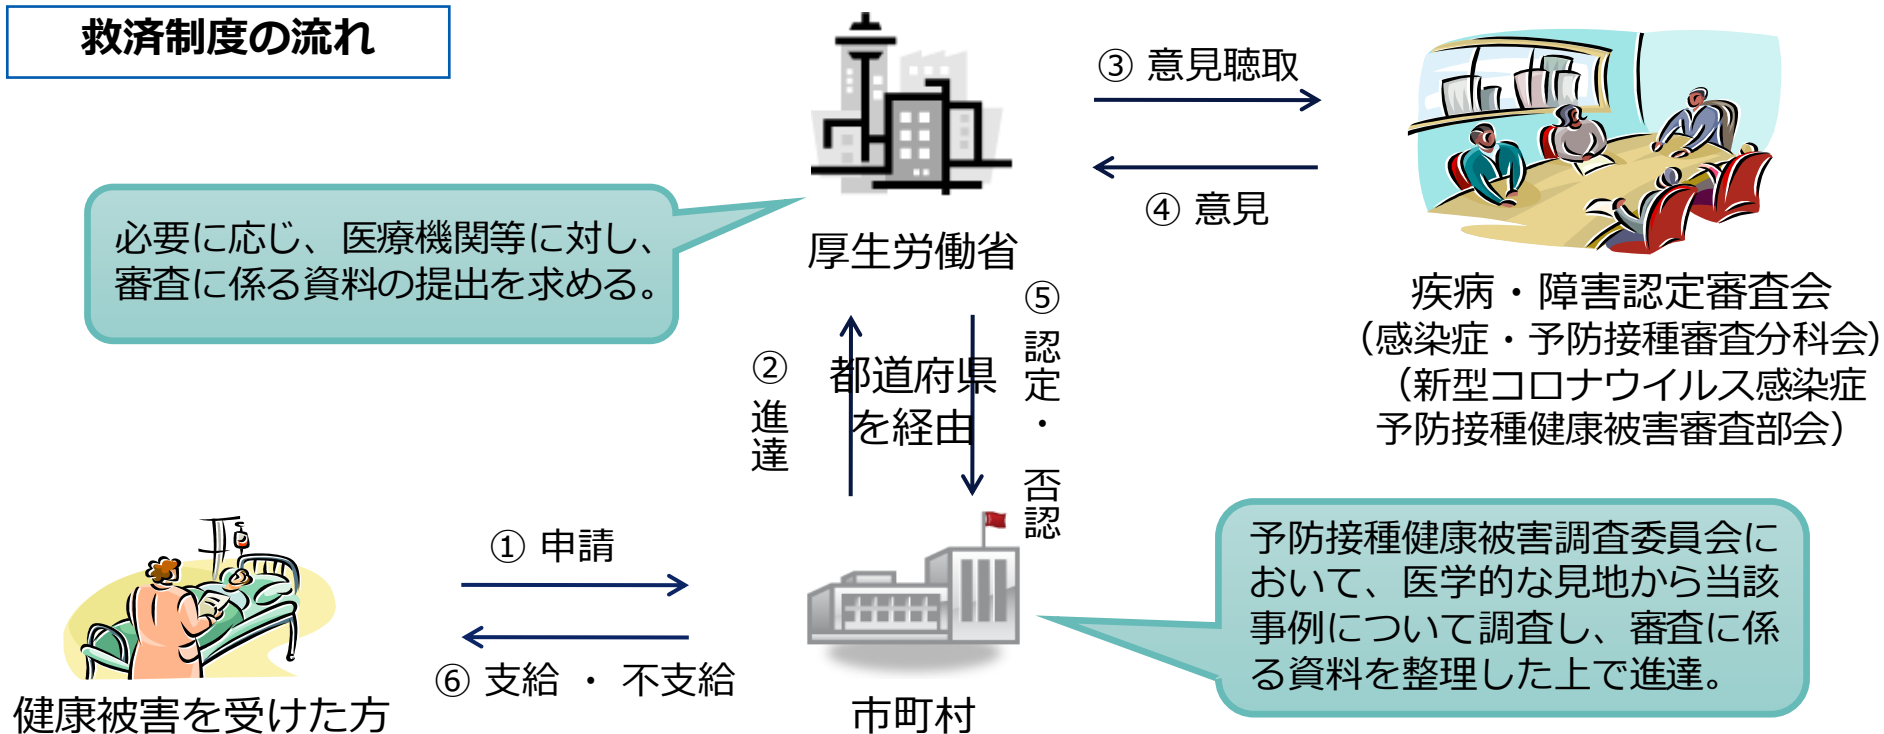 救済制度の流れ
③ 意見聴取
④ 意見
必要に応じ、医療機関等に対し、
審査に係る資料の提出を求める。
厚生労働省
疾病・障害認定審査会
（感染症・予防接種審査分科会）
（新型コロナウイルス感染症
予防接種健康被害審査部会）
② 進達
都道府県
を経由
⑤ 認定・ 否認
① 申請
⑥ 支給 ・ 不支給
予防接種健康被害調査委員会に
おいて、医学的な見地から当該
事例について調査し、審査に係
る資料を整理した上で進達。
健康被害を受けた方
市町村